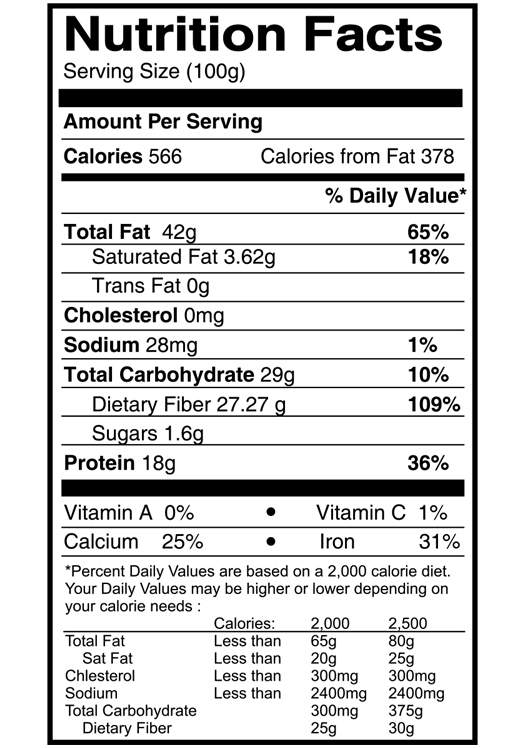 Nutrition Facts
Serving Size (100g)
Amount Per Serving
Calories 566 Calories from Fat 378
% Daily Value*
Total Fat 42g 65%
Saturated Fat 3.62g 18%
Trans Fat 0g
Cholesterol 0mg
Sodium 28mg 1%
Total Carbohydrate 29g 10%
Dietary Fiber 27.27 g 109%
Sugars 1.6g
Protein 18g 36%
Vitamin A 0% • Vitamin C 1%
Calcium 25% • Iron 31%
*Percent Daily Values are based on a 2,000 calorie diet.
Your Daily Values may be higher or lower depending on
your calorie needs :
Calories: 2,000 2,500
Total Fat Less than 65g 80g
Sat Fat Less than 20g 25g
Chlesterol Less than 300mg 300mg
Sodium Less than 2400mg 2400mg
Total Carbohydrate 300mg 375g
Dietary Fiber 25g 30g